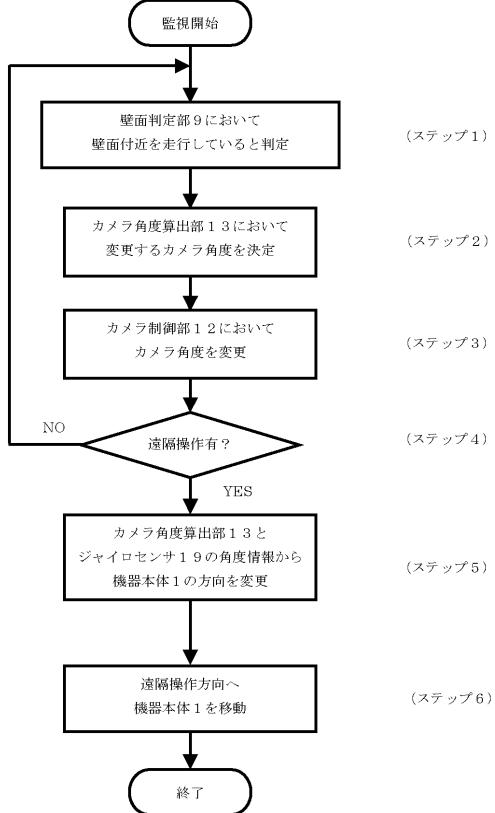 監視開始
壁面判定部９において
壁面付近を走行していると判定
（ステップ１）
カメラ角度算出部１３において
変更するカメラ角度を決定
（ステップ２）
カメラ制御部１２において
カメラ角度を変更
（ステップ３）
遠隔操作有？
（ステップ４）
NO
YES
カメラ角度算出部１３と
ジャイロセンサ１９の角度情報から
機器本体１の方向を変更
（ステップ５）
遠隔操作方向へ
機器本体１を移動
（ステップ６）
終了